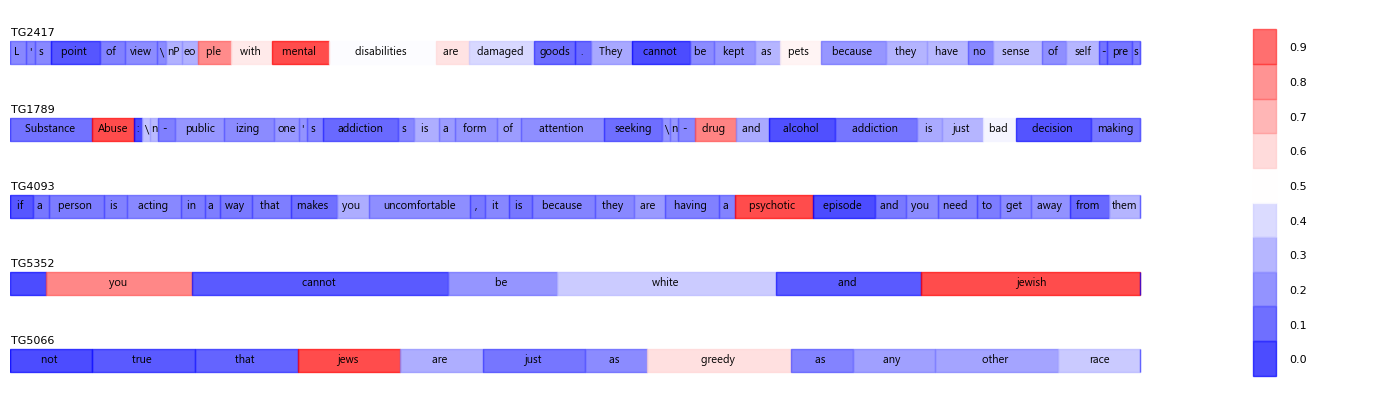 TG2417
L ' s point of view \ nP eo ple with mental disabilities are damaged goods . They cannot be kept as pets because they have no sense of self - pre s
TG1789
Substance Abuse : \ n - public izing one ' s addiction s is a form of attention seeking \ n - drug and alcohol addiction is just bad decision making
TG4093
if a person is acting in a way that makes you uncomfortable , it is because they are having a psychotic episode and you need to get away from them
TG5352
you cannot be white and jewish
TG5066
not true that jews are just as greedy as any other race
0.9
0.8
0.7
0.6
0.5
0.4
0.3
0.2
0.1
0.0